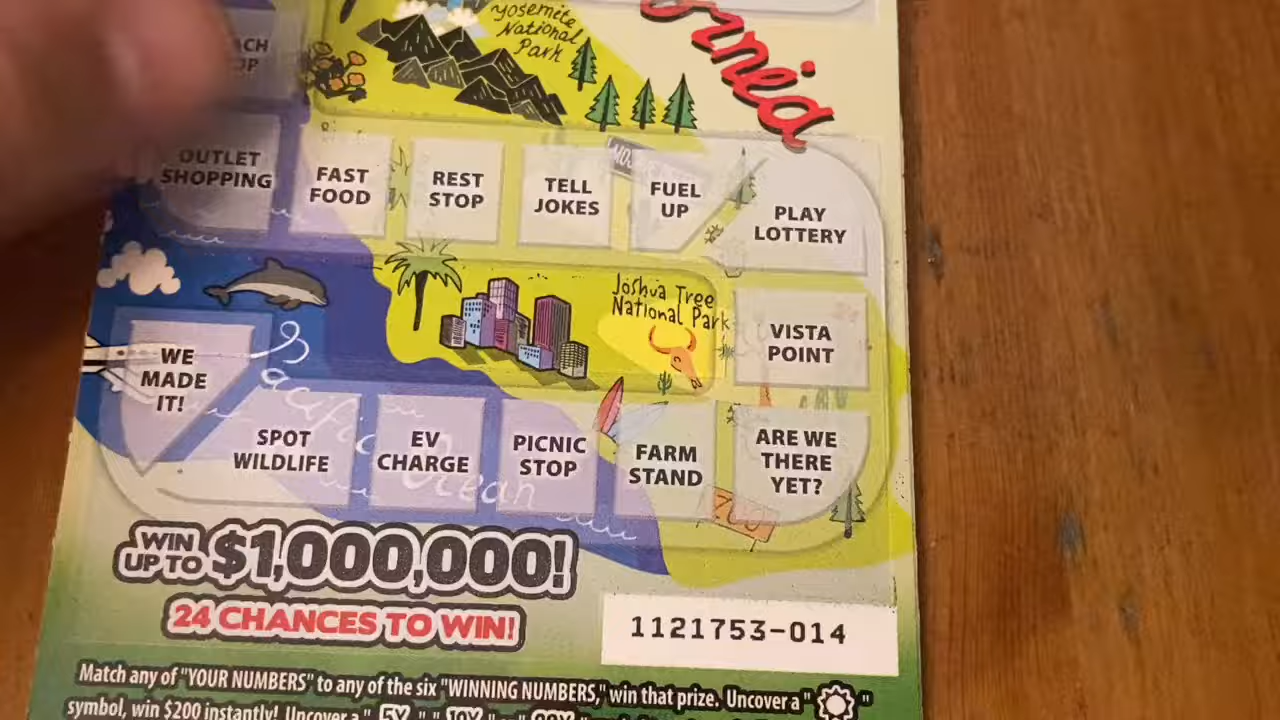 Yosemite
National
Park
OUTLET
SHOPPING
FAST
FOOD
REST
STOP
TELL
JOKES
FUEL
UP
PLAY
LOTTERY
Joshua Tree
National Park
VISTA
POINT
WE
MADE
IT!
Pacific Ocean
SPOT
WILDLIFE
EV
CHARGE
PICNIC
STOP
FARM
STAND
ARE WE
THERE
YET?
WIN
UP TO $1,000,000!
24 CHANCES TO WIN!
1121753-014
Match any of "YOUR NUMBERS" to any of the six "WINNING NUMBERS," win that prize. Uncover a " "
symbol, win $200 instantly! Uncover a " 5X